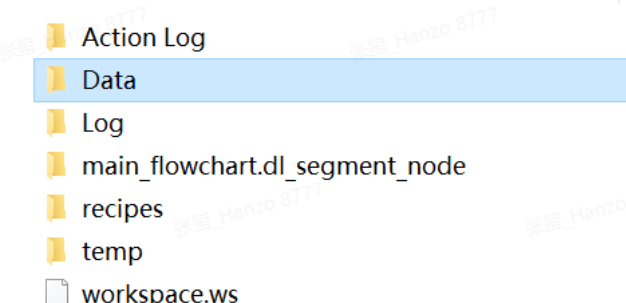 Action Log
Data
Log
main_flowchart.dl_segment_node
recipes
temp
workspace.ws
张玺_Hanzo 8777
张玺_Hanzo 8777
张玺_Hanzo 8777
张玺_Hanzo